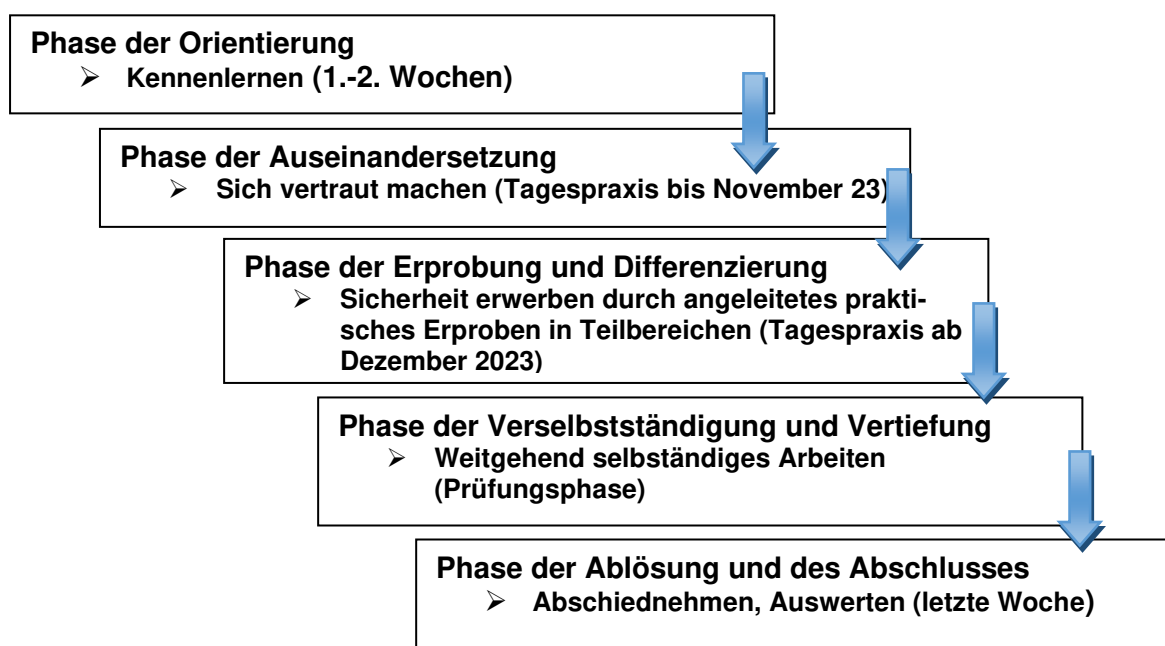 Phase der Orientierung
➢ Kennenlernen (1.-2. Wochen)
Phase der Auseinandersetzung
➢ Sich vertraut machen (Tagespraxis bis November 23)
Phase der Erprobung und Differenzierung
➢ Sicherheit erwerben durch angeleitetes prakti-
sches Erproben in Teilbereichen (Tagespraxis ab
Dezember 2023)
Phase der Verselbstständigung und Vertiefung
➢ Weitgehend selbständiges Arbeiten
(Prüfungsphase)
Phase der Ablösung und des Abschlusses
➢ Abschiednehmen, Auswerten (letzte Woche)